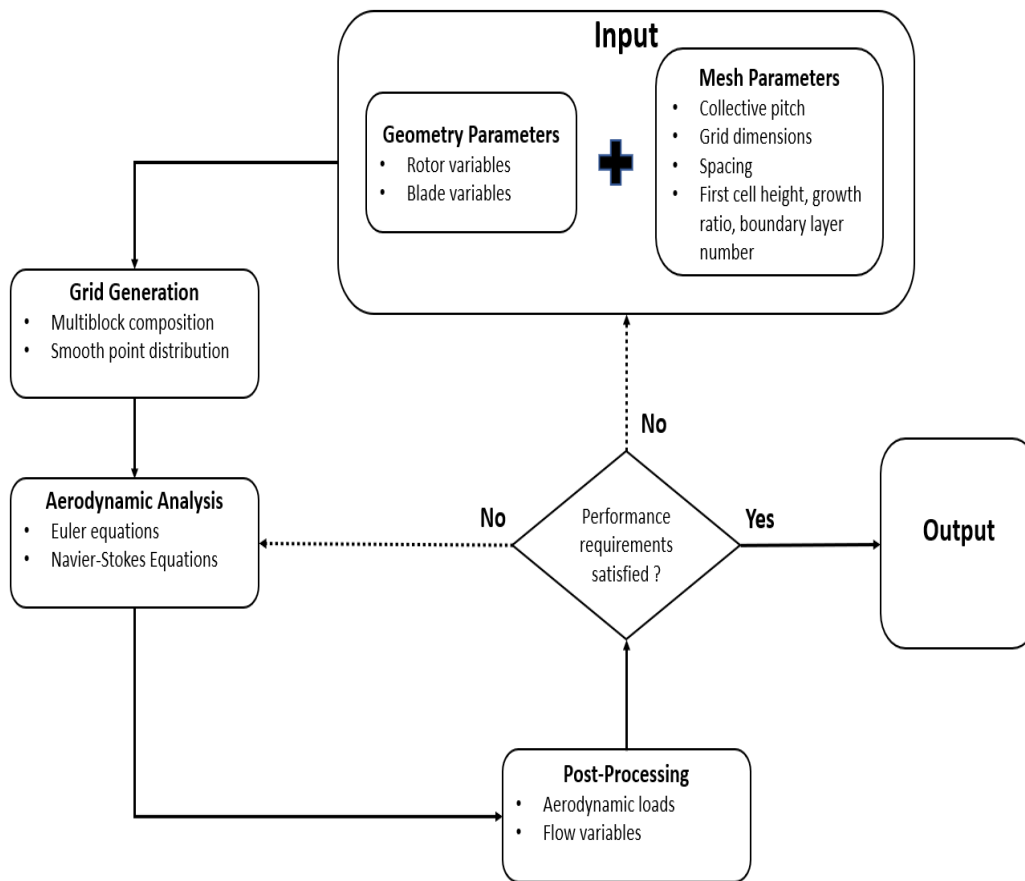 Input
Geometry Parameters
• Rotor variables
• Blade variables
Mesh Parameters
• Collective pitch
• Grid dimensions
• Spacing
• First cell height, growth
ratio, boundary layer
number
Grid Generation
• Multiblock composition
• Smooth point distribution
Aerodynamic Analysis
• Euler equations
• Navier-Stokes Equations
No
No
Performance
requirements
satisfied ?
Yes
Output
Post-Processing
• Aerodynamic loads
• Flow variables